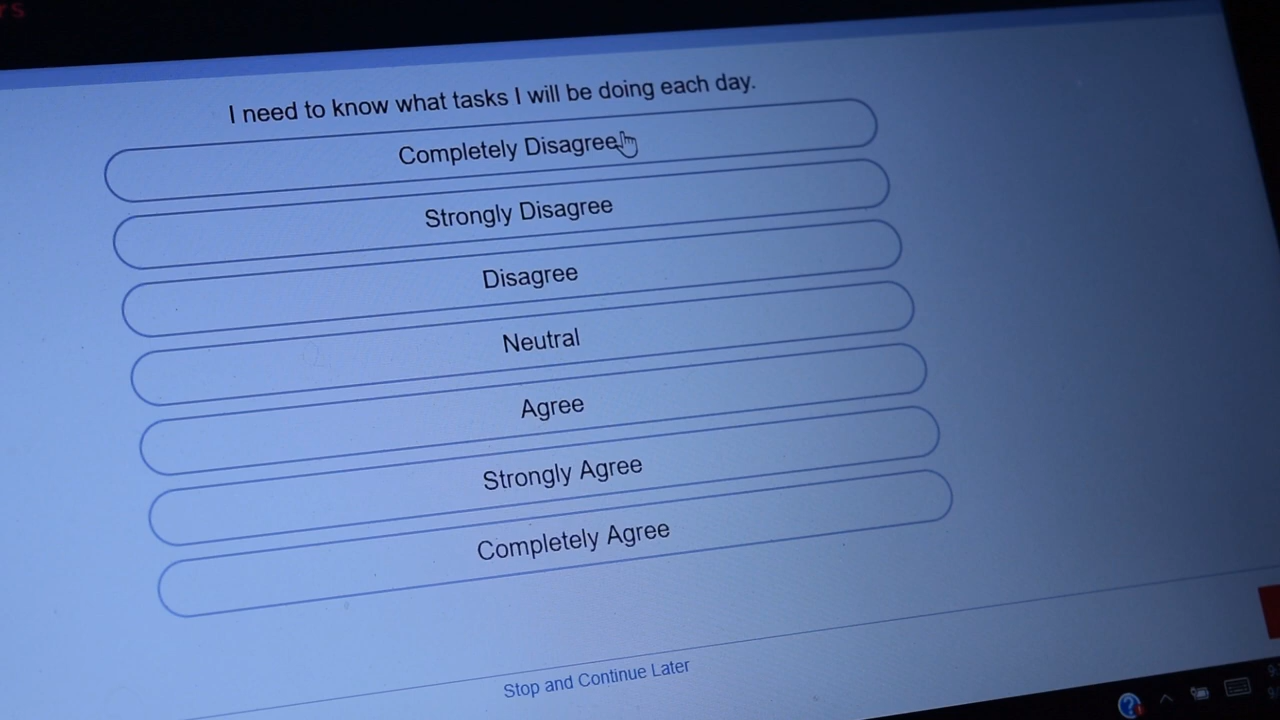 rs
I need to know what tasks I will be doing each day.
Completely Disagree
Strongly Disagree
Disagree
Neutral
Agree
Strongly Agree
Completely Agree
Stop and Continue Later